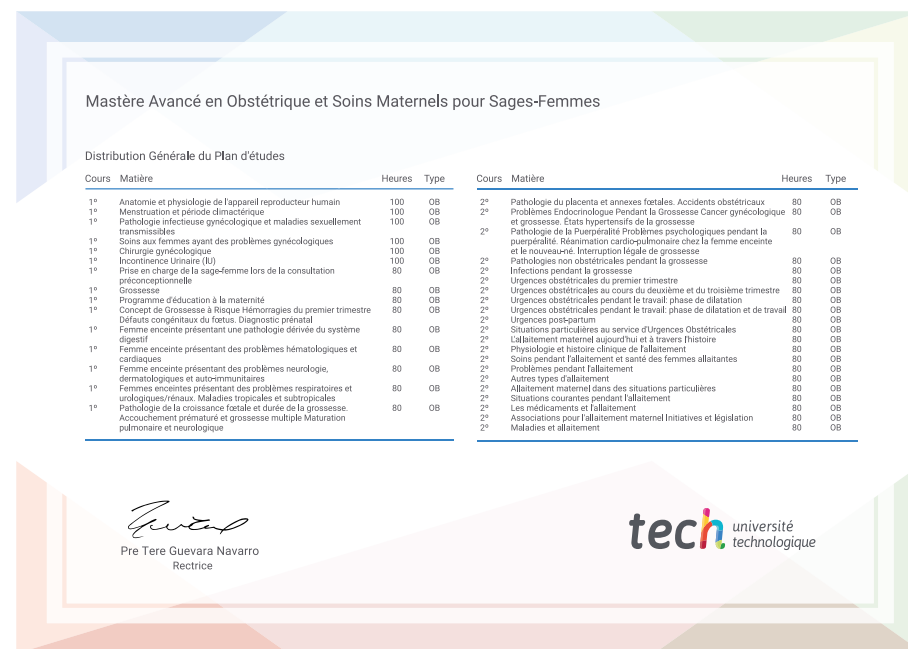 Mastère Avancé en Obstétrique et Soins Maternels pour Sages-Femmes
Distribution Générale du Plan d'études
Cours Matière Heures Type
1º Anatomie et physiologie de l'appareil reproducteur humain 100 OB
1º Menstruation et période climactérique 100 OB
1º Pathologie infectieuse gynécologique et maladies sexuellement 100 OB
transmissibles
1º Soins aux femmes ayant des problèmes gynécologiques 100 OB
1º Chirurgie gynécologique 100 OB
1º Incontinence Urinaire (IU) 100 OB
1º Prise en charge de la sage-femme lors de la consultation 80 OB
préconceptionnelle
1º Grossesse 80 OB
1º Programme d'éducation à la maternité 80 OB
1º Concept de Grossesse à Risque Hémorragies du premier trimestre 80 OB
Défauts congénitaux du fœtus. Diagnostic prénatal
1º Femme enceinte présentant une pathologie dérivée du système 80 OB
digestif
1º Femme enceinte présentant des problèmes hématologiques et 80 OB
cardiaques
1º Femme enceinte présentant des problèmes neurologie, 80 OB
dermatologiques et auto-immunitaires
1º Femmes enceintes présentant des problèmes respiratoires et 80 OB
urologiques/rénaux. Maladies tropicales et subtropicales
1º Pathologie de la croissance fœtale et durée de la grossesse. 80 OB
Accouchement prématuré et grossesse multiple Maturation
pulmonaire et neurologique
Cours Matière Heures Type
2º Pathologie du placenta et annexes fœtales. Accidents obstétricaux 80 OB
2º Problèmes Endocrinologue Pendant la Grossesse Cancer gynécologique 80 OB
et grossesse. États hypertensifs de la grossesse
2º Pathologie de la Puerpéralité Problèmes psychologiques pendant la 80 OB
puerpéralité. Réanimation cardio-pulmonaire chez la femme enceinte
et le nouveau-né. Interruption légale de grossesse
2º Pathologies non obstétricales pendant la grossesse 80 OB
2º Infections pendant la grossesse 80 OB
2º Urgences obstétricales du premier trimestre 80 OB
2º Urgences obstétricales au cours du deuxième et du troisième trimestre 80 OB
2º Urgences obstétricales pendant le travail: phase de dilatation 80 OB
2º Urgences obstétricales pendant le travail: phase de dilatation et de travail 80 OB
2º Urgences post-partum 80 OB
2º Situations particulières au service d'Urgences Obstétricales 80 OB
2º L'allaitement maternel aujourd'hui et à travers l'histoire 80 OB
2º Physiologie et histoire clinique de l'allaitement 80 OB
2º Soins pendant l'allaitement et santé des femmes allaitantes 80 OB
2º Problèmes pendant l'allaitement 80 OB
2º Autres types d'allaitement 80 OB
2º Allaitement maternel dans des situations particulières 80 OB
2º Situations courantes pendant l'allaitement 80 OB
2º Les médicaments et l'allaitement 80 OB
2º Associations pour l'allaitement maternel Initiatives et législation 80 OB
2º Maladies et allaitement 80 OB
Pre Tere Guevara Navarro
Rectrice
tech université
technologique